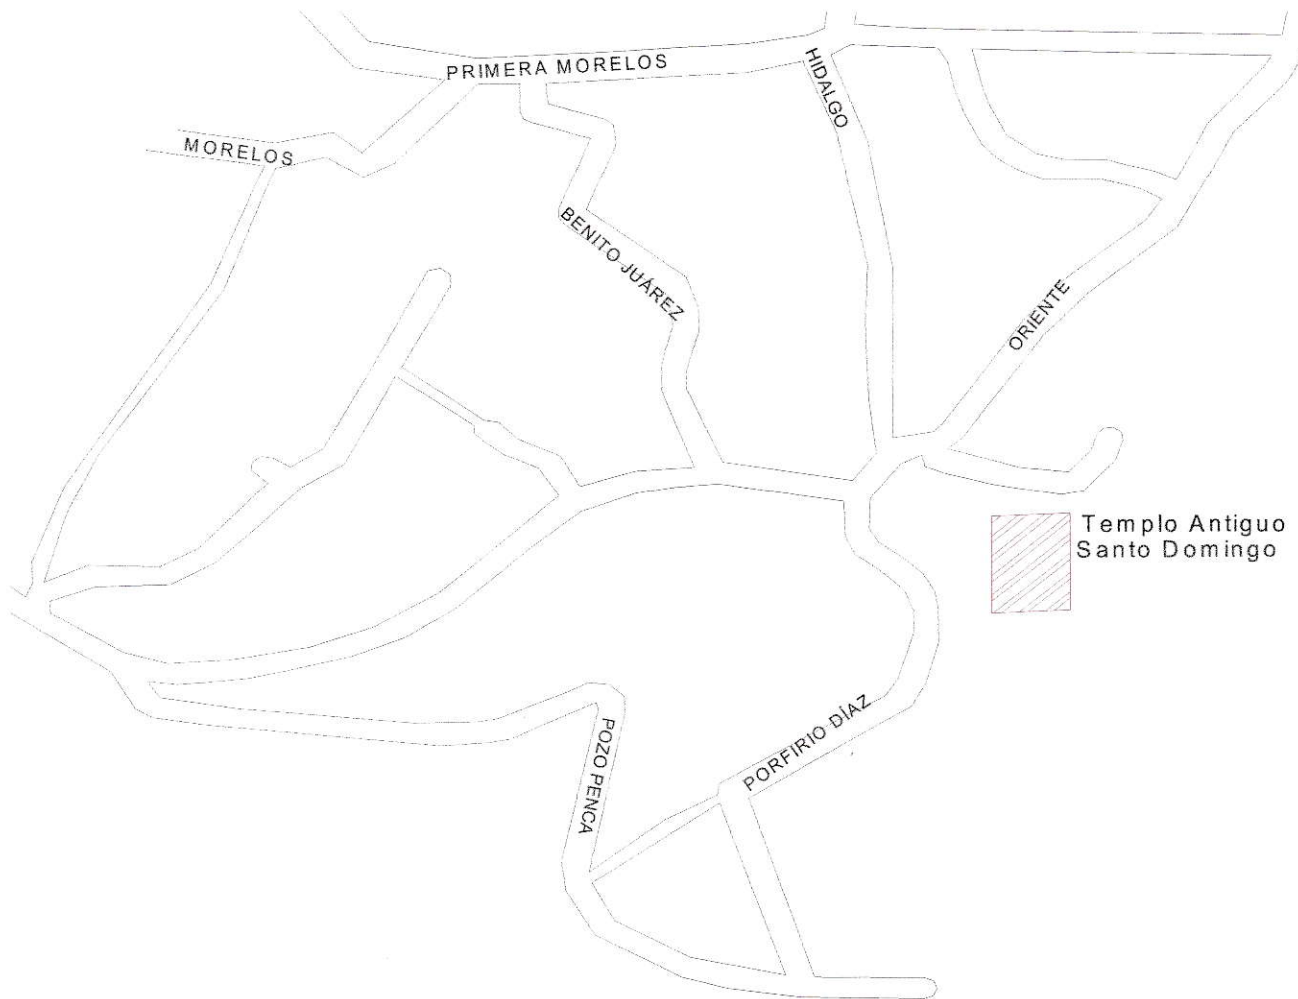 PRIMERA MORELOS
HIDALGO
MORELOS
BENITO JUÁREZ
ORIENTE
Templo Antiguo
Santo Domingo
PORFIRIO DÍAZ
POZO PENCA